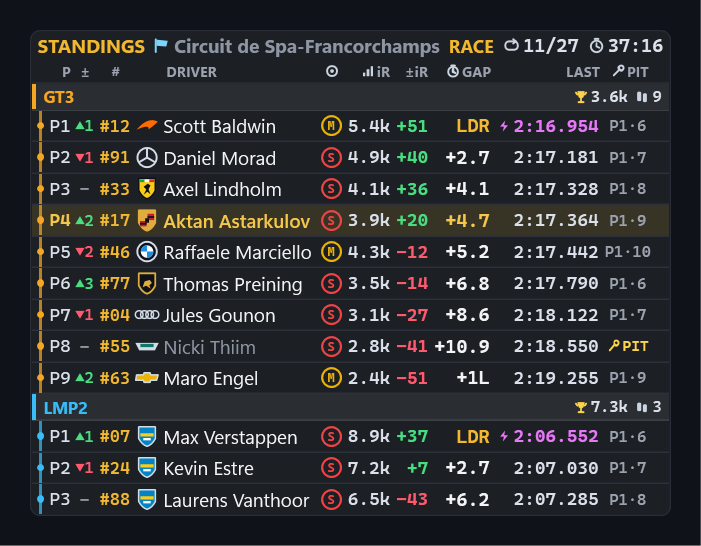 STANDINGS Circuit de Spa-Francorchamps RACE 11/27 37:16
P ± # DRIVER iR ±iR GAP LAST PIT
GT3 3.6k 9
P1 ▲1 #12 Scott Baldwin M 5.4k +51 LDR 2:16.954 P1·6
P2 ▼1 #91 Daniel Morad S 4.9k +40 +2.7 2:17.181 P1·7
P3 – #33 Axel Lindholm S 4.1k +36 +4.1 2:17.328 P1·8
P4 ▲2 #17 Aktan Astarkulov S 3.9k +20 +4.7 2:17.364 P1·9
P5 ▼2 #46 Raffaele Marciello M 4.3k −12 +5.2 2:17.442 P1·10
P6 ▲3 #77 Thomas Preining S 3.5k −14 +6.8 2:17.790 P1·6
P7 ▼1 #04 Jules Gounon S 3.1k −27 +8.6 2:18.122 P1·7
P8 – #55 Nicki Thiim S 2.8k −41 +10.9 2:18.550 PIT
P9 ▲2 #63 Maro Engel M 2.4k −51 +1L 2:19.255 P1·9
LMP2 7.3k 3
P1 ▲1 #07 Max Verstappen S 8.9k +37 LDR 2:06.552 P1·6
P2 ▼1 #24 Kevin Estre S 7.2k +7 +2.7 2:07.030 P1·7
P3 – #88 Laurens Vanthoor S 6.5k −43 +6.2 2:07.285 P1·8